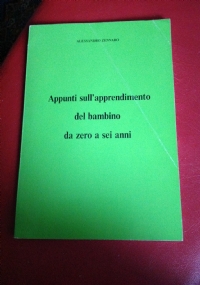 Appunti sull'apprendimento
del bambino
da zero a sei anni